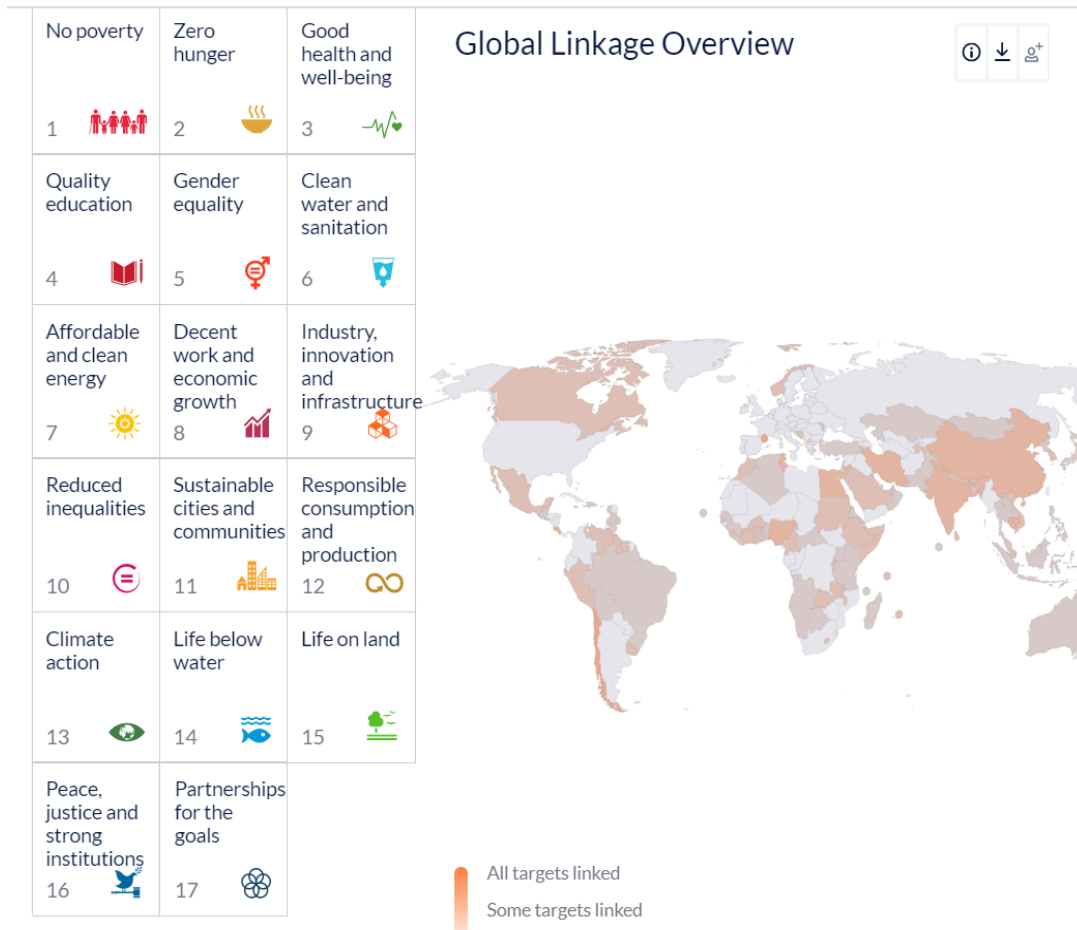 No poverty
1
Zero
hunger
2
Good
health and
well-being
3
Global Linkage Overview
Quality
education
4
Gender
equality
5
Clean
water and
sanitation
6
Affordable
and clean
energy
7
Decent
work and
economic
growth
8
Industry,
innovation
and
infrastructure
9
Reduced
inequalities
10
Sustainable
cities and
communities
11
Responsible
consumption
and
production
12
Climate
action
13
Life below
water
14
Life on land
15
Peace,
justice and
strong
institutions
16
Partnerships
for the
goals
17
All targets linked
Some targets linked